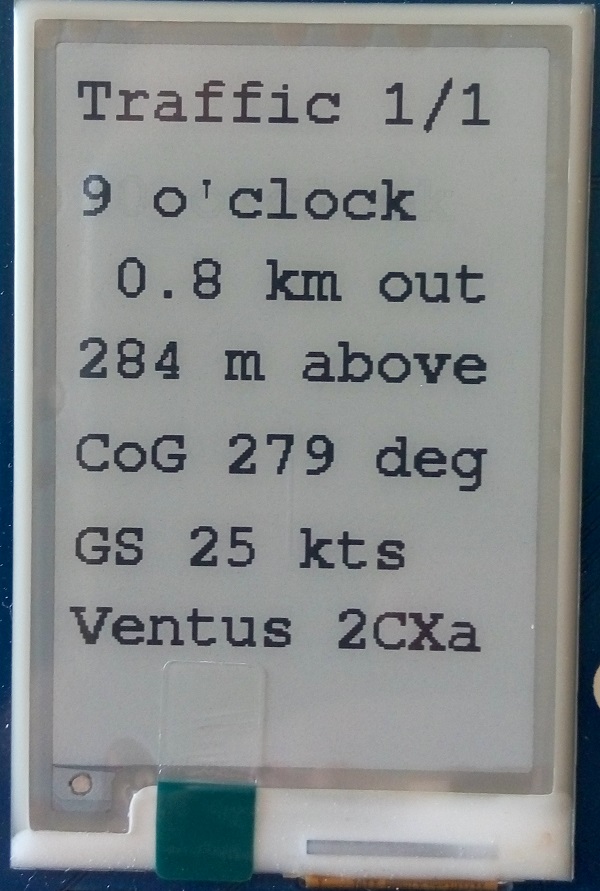 Traffic 1/1
9 o'clock
0.8 km out
284 m above
CoG 279 deg
GS 25 kts
Ventus 2CXa